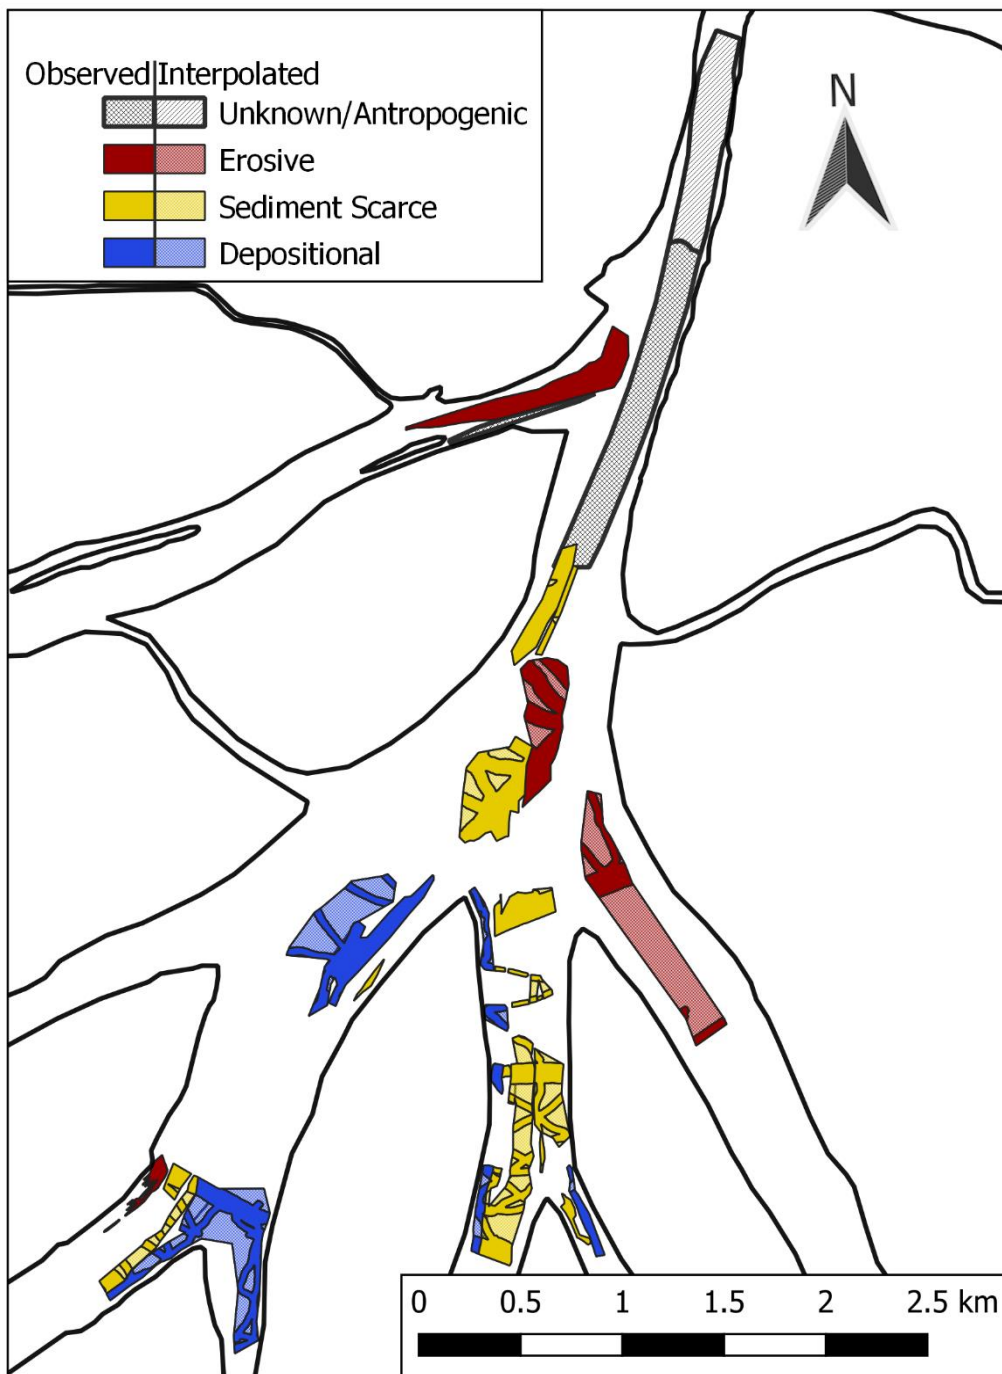 Observed Interpolated
Unknown/Antropogenic
Erosive
Sediment Scarce
Depositional
N
0 0.5 1 1.5 2 2.5 km